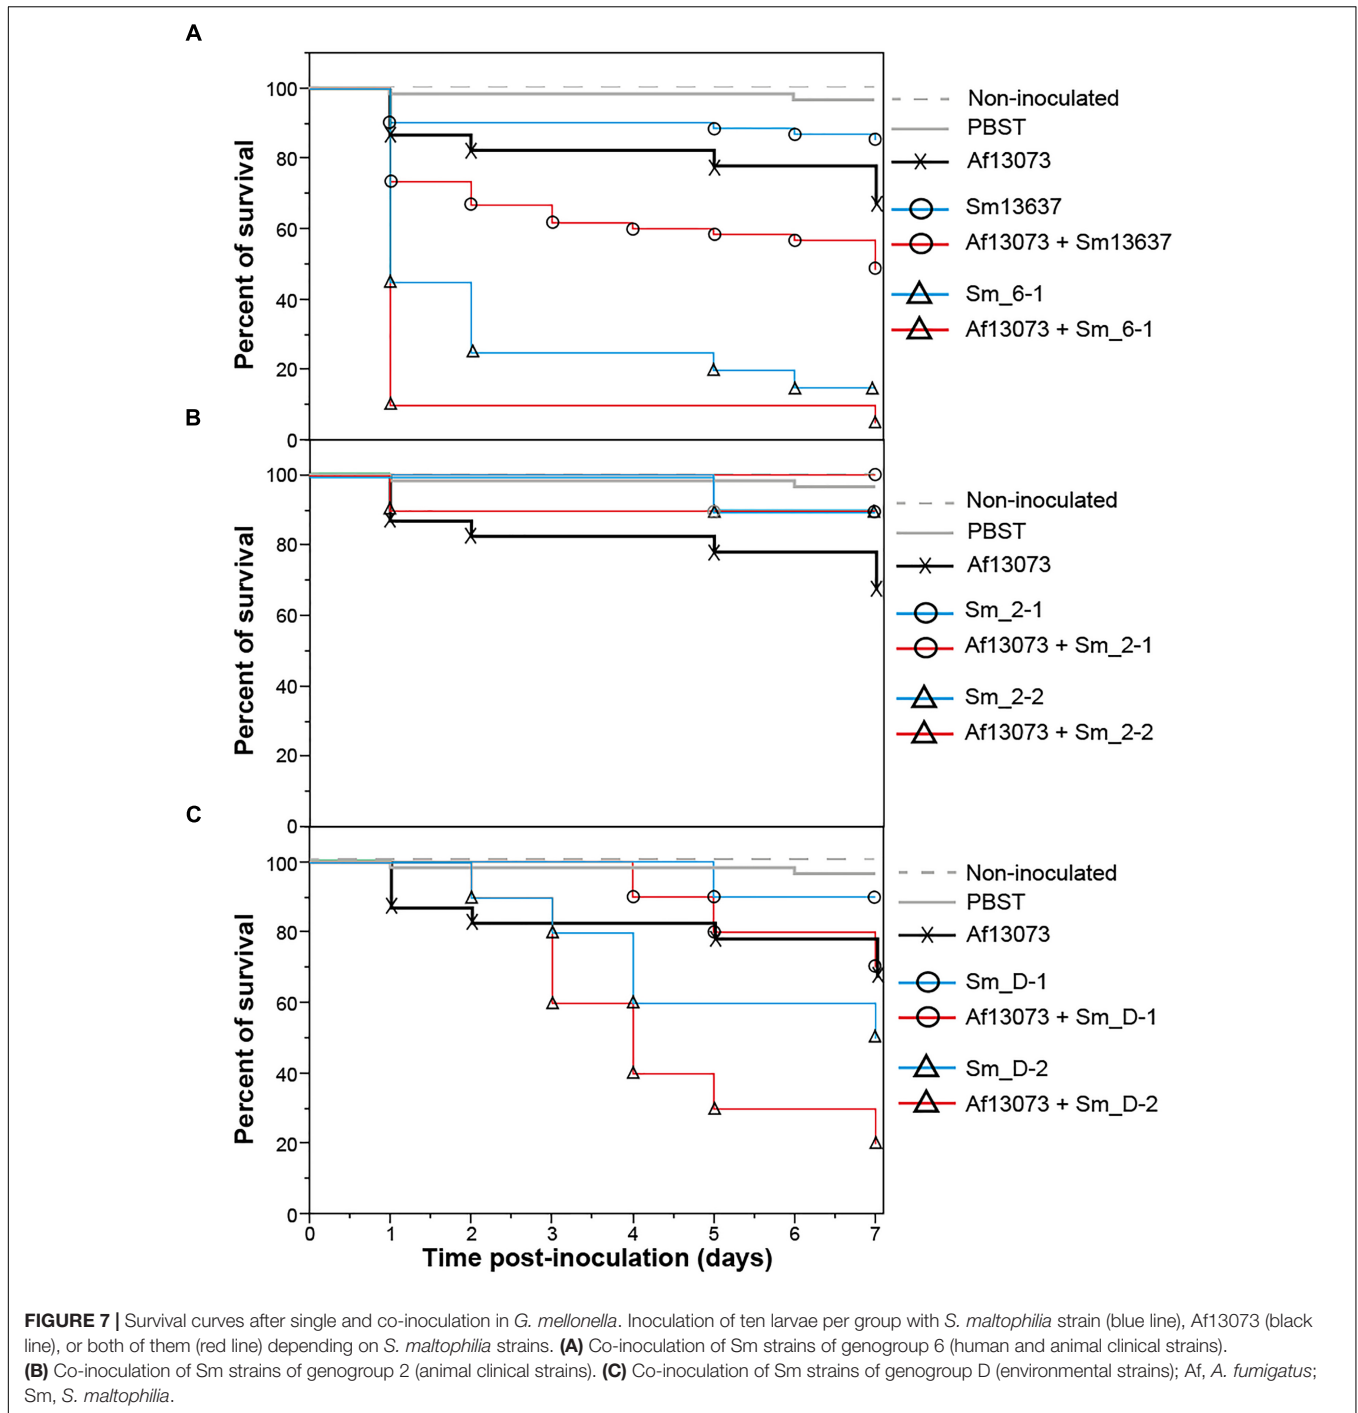 A
100
80
60
40
20
0
Percent of survival
Non-inoculated
PBST
Af13073
Sm13637
Af13073 + Sm13637
Sm_6-1
Af13073 + Sm_6-1
B
100
80
60
40
20
0
Percent of survival
Non-inoculated
PBST
Af13073
Sm_2-1
Af13073 + Sm_2-1
Sm_2-2
Af13073 + Sm_2-2
C
100
80
60
40
20
0
Percent of survival
Non-inoculated
PBST
Af13073
Sm_D-1
Af13073 + Sm_D-1
Sm_D-2
Af13073 + Sm_D-2
0 1 2 3 4 5 6 7
Time post-inoculation (days)
FIGURE 7 | Survival curves after single and co-inoculation in G. mellonella. Inoculation of ten larvae per group with S. maltophilia strain (blue line), Af13073 (black
line), or both of them (red line) depending on S. maltophilia strains. (A) Co-inoculation of Sm strains of genogroup 6 (human and animal clinical strains).
(B) Co-inoculation of Sm strains of genogroup 2 (animal clinical strains). (C) Co-inoculation of Sm strains of genogroup D (environmental strains); Af, A. fumigatus;
Sm, S. maltophilia.